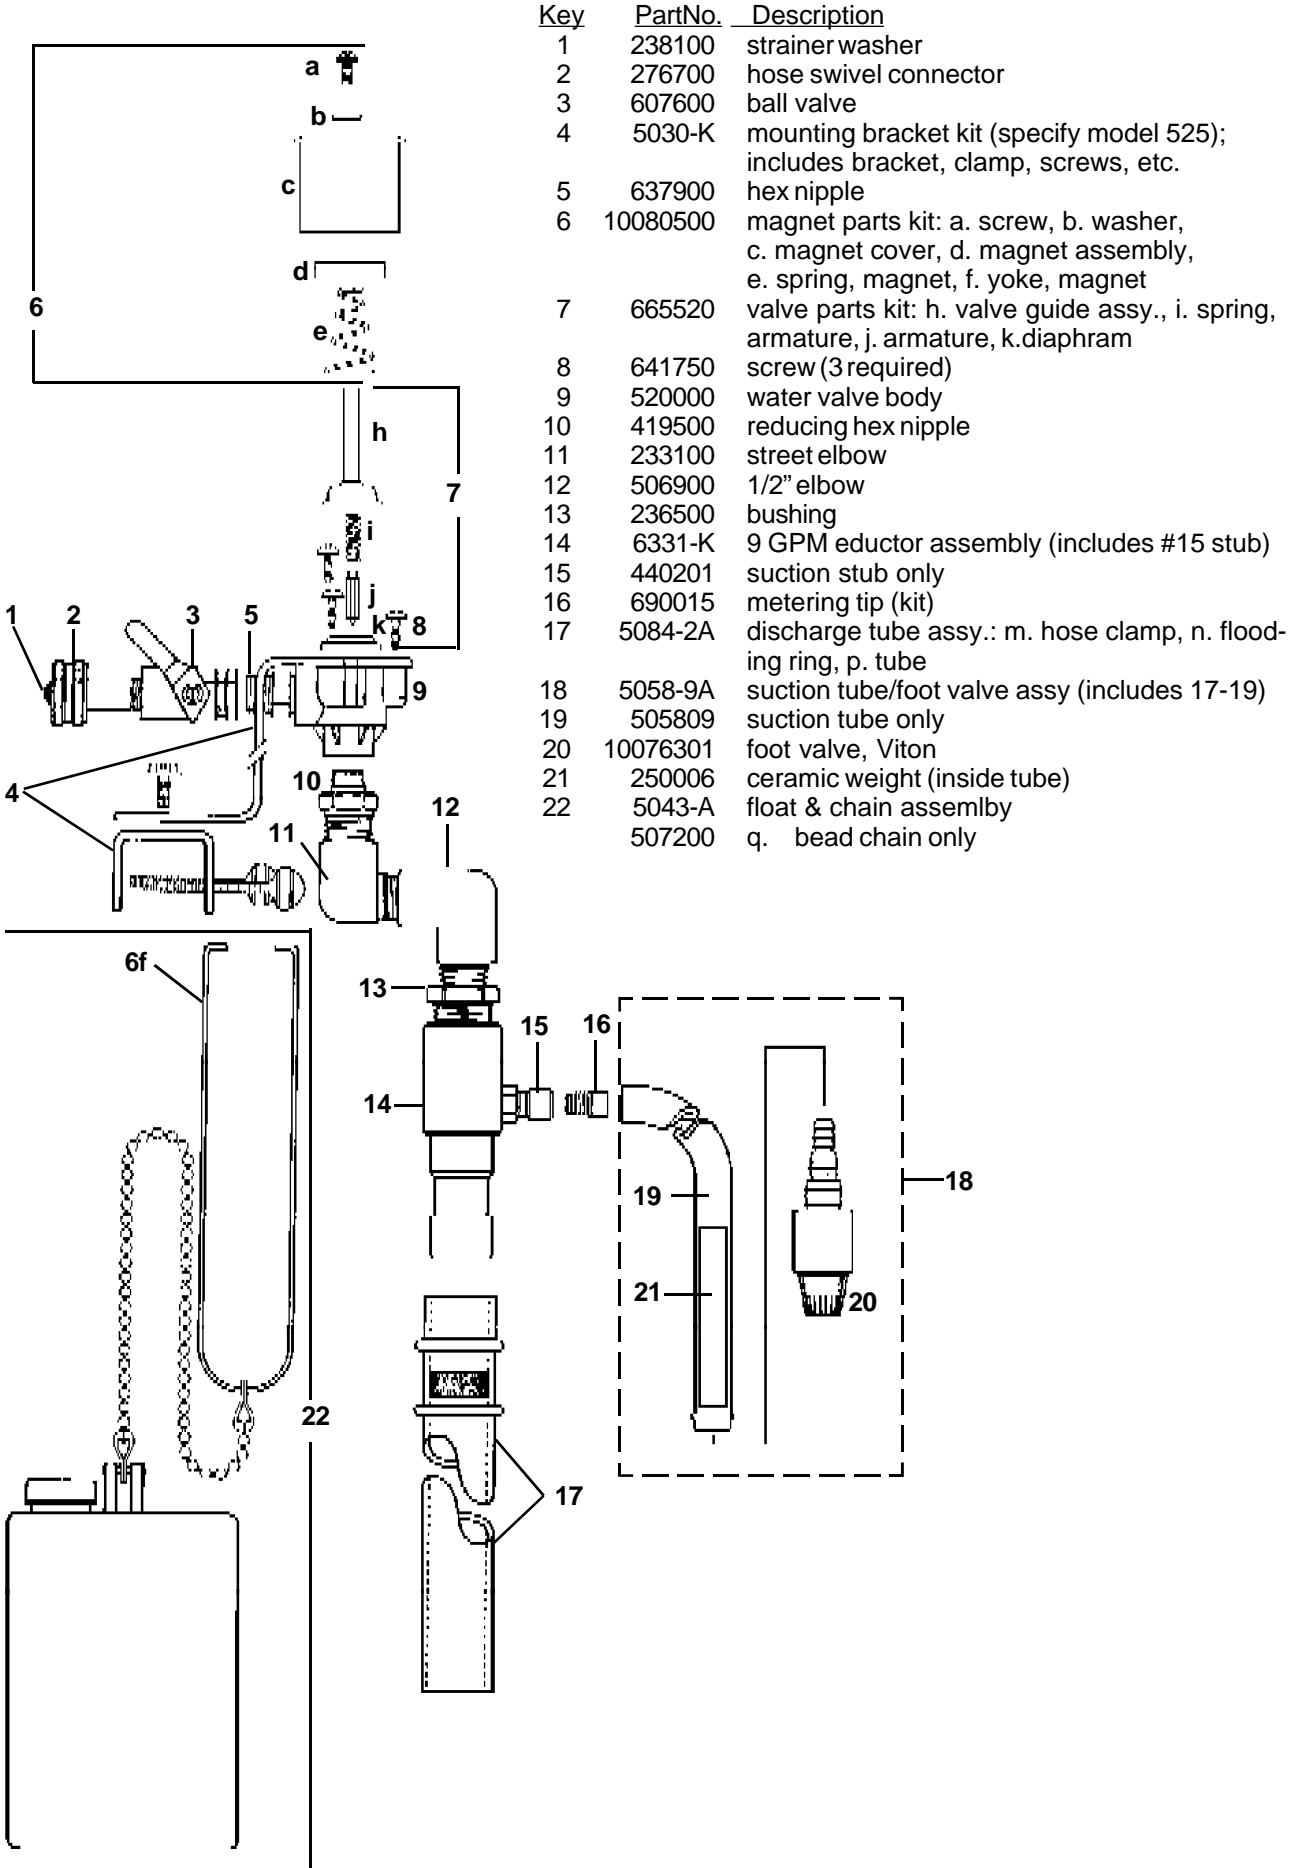 Key PartNo. Description
1 238100 strainer washer
2 276700 hose swivel connector
3 607600 ball valve
4 5030-K mounting bracket kit (specify model 525);
includes bracket, clamp, screws, etc.
5 637900 hex nipple
6 10080500 magnet parts kit: a. screw, b. washer,
c. magnet cover, d. magnet assembly,
e. spring, magnet, f. yoke, magnet
7 665520 valve parts kit: h. valve guide assy., i. spring,
armature, j. armature, k.diaphram
8 641750 screw (3 required)
9 520000 water valve body
10 419500 reducing hex nipple
11 233100 street elbow
12 506900 1/2” elbow
13 236500 bushing
14 6331-K 9 GPM eductor assembly (includes #15 stub)
15 440201 suction stub only
16 690015 metering tip (kit)
17 5084-2A discharge tube assy.: m. hose clamp, n. flood-
ing ring, p. tube
18 5058-9A suction tube/foot valve assy (includes 17-19)
19 505809 suction tube only
20 10076301 foot valve, Viton
21 250006 ceramic weight (inside tube)
22 5043-A float & chain assemlby
507200 q. bead chain only
a
b
c
d
6
e
h
7
i
j
k
8
1
2
3
5
9
4
10
11
12
6f
13
15
16
14
19
18
21
20
22
17